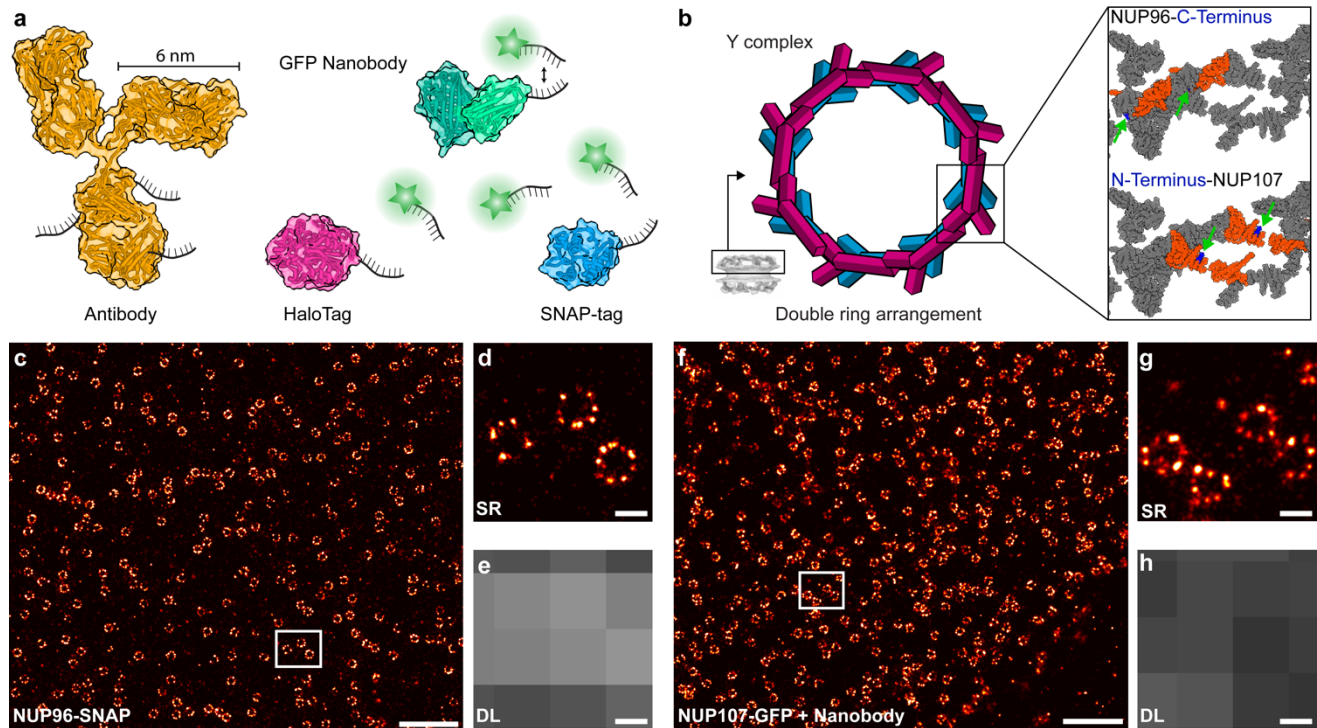 a
6 nm
GFP Nanobody
Antibody
HaloTag
SNAP-tag
b
Y complex
Double ring arrangement
NUP96-C-Terminus
N-Terminus-NUP107
c
NUP96-SNAP
d
SR
e
DL
f
NUP107-GFP + Nanobody
g
SR
h
DL